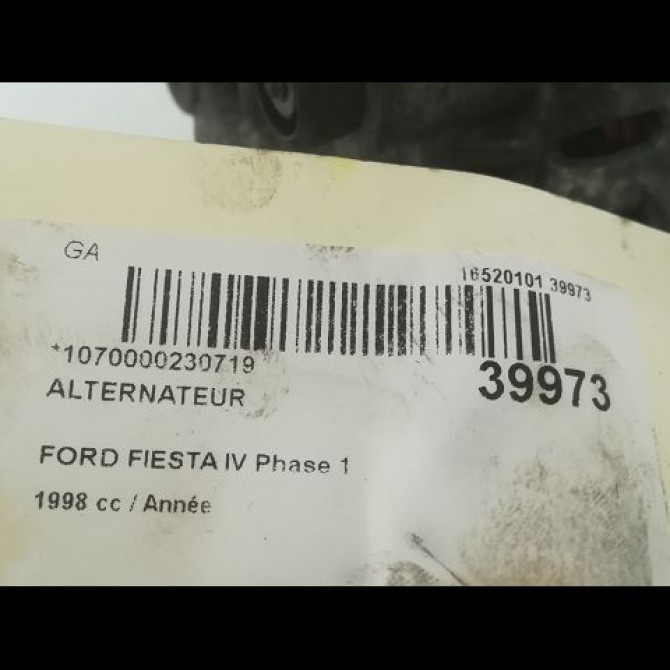 GA
16520101 39973
*1070000230719
39973
ALTERNATEUR
FORD FIESTA IV Phase 1
1998 cc / Année